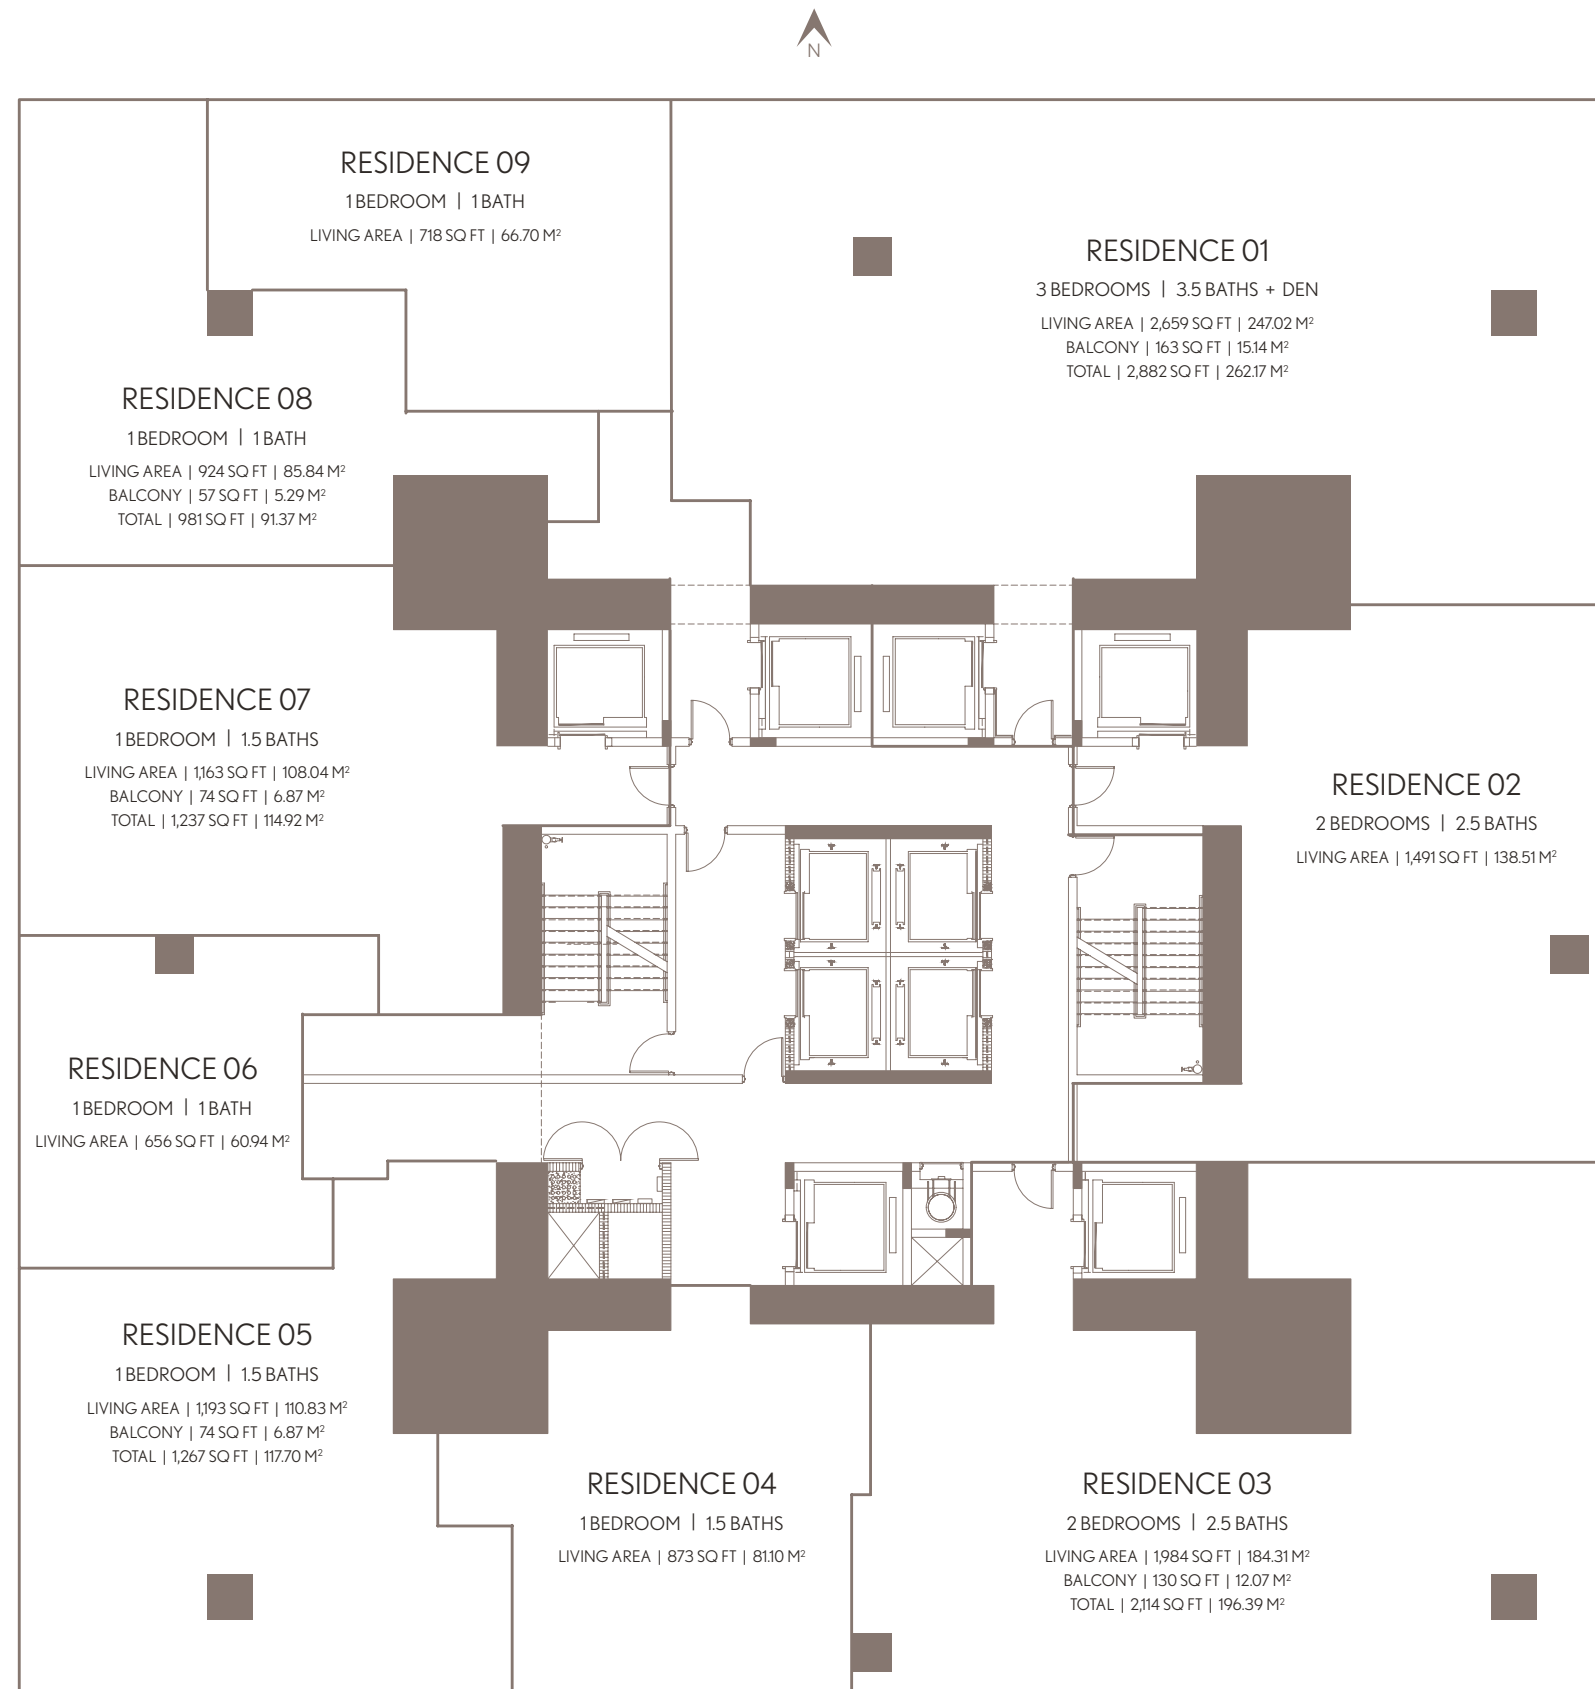 N
RESIDENCE 09
1 BEDROOM | 1 BATH
LIVING AREA | 718 SQ FT | 66.70 M²
RESIDENCE 01
3 BEDROOMS | 3.5 BATHS + DEN
LIVING AREA | 2,659 SQ FT | 247.02 M²
BALCONY | 163 SQ FT | 15.14 M²
TOTAL | 2,882 SQ FT | 262.17 M²
RESIDENCE 08
1 BEDROOM | 1 BATH
LIVING AREA | 924 SQ FT | 85.84 M²
BALCONY | 57 SQ FT | 5.29 M²
TOTAL | 981 SQ FT | 91.37 M²
RESIDENCE 07
1 BEDROOM | 1.5 BATHS
LIVING AREA | 1,163 SQ FT | 108.04 M²
BALCONY | 74 SQ FT | 6.87 M²
TOTAL | 1,237 SQ FT | 114.92 M²
RESIDENCE 02
2 BEDROOMS | 2.5 BATHS
LIVING AREA | 1,491 SQ FT | 138.51 M²
RESIDENCE 06
1 BEDROOM | 1 BATH
LIVING AREA | 656 SQ FT | 60.94 M²
RESIDENCE 05
1 BEDROOM | 1.5 BATHS
LIVING AREA | 1,193 SQ FT | 110.83 M²
BALCONY | 74 SQ FT | 6.87 M²
TOTAL | 1,267 SQ FT | 117.70 M²
RESIDENCE 04
1 BEDROOM | 1.5 BATHS
LIVING AREA | 873 SQ FT | 81.10 M²
RESIDENCE 03
2 BEDROOMS | 2.5 BATHS
LIVING AREA | 1,984 SQ FT | 184.31 M²
BALCONY | 130 SQ FT | 12.07 M²
TOTAL | 2,114 SQ FT | 196.39 M²